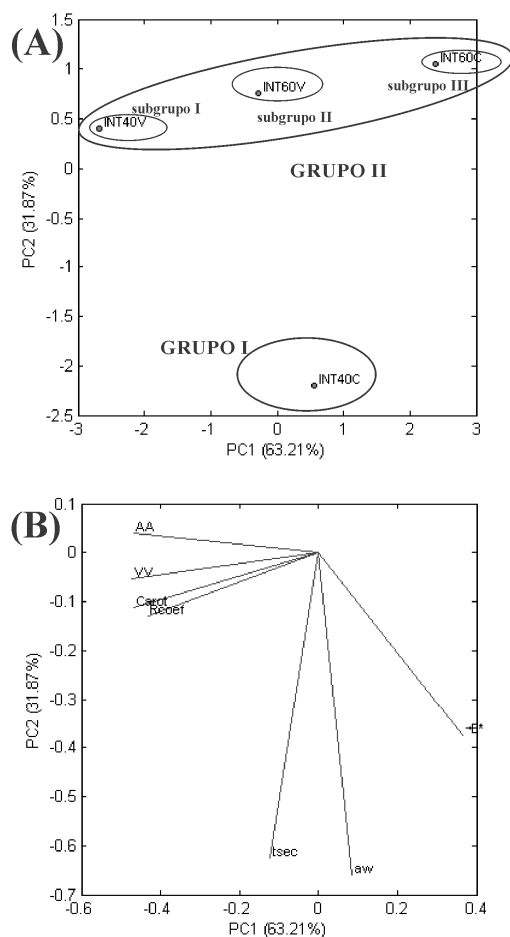 (A)
1.5
1
0.5
0
-0.5
-1
-1.5
-2
-2.5
PC2 (31.87%)
INT60C
INT60V
subgrupo III
subgrupo I
subgrupo II
INT40V
GRUPO II
GRUPO I
INT40C
-3 -2 -1 0 1 2 3
PC1 (63.21%)
(B)
0.1
0
-0.1
-0.2
-0.3
-0.4
-0.5
-0.6
-0.7
PC2 (31.87%)
AA
VV
Carot
Rcoef
tsec
aw
-0.6 -0.4 -0.2 0 0.2 0.4
PC1 (63.21%)